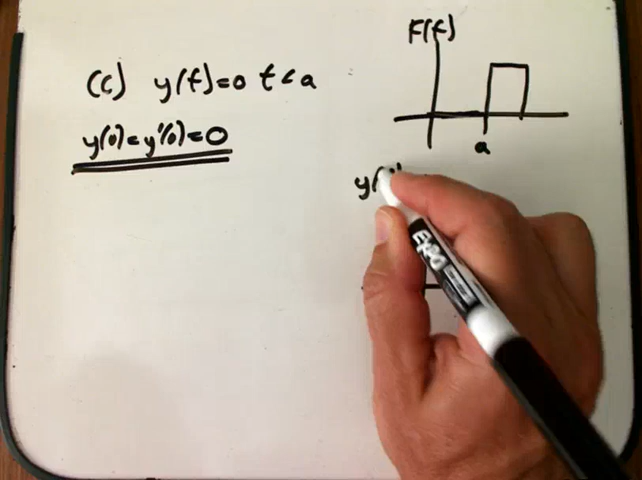 F(t)
(c) y(t)=0 t<a
y(0)=y'(0)=0
a
y(
EXPO